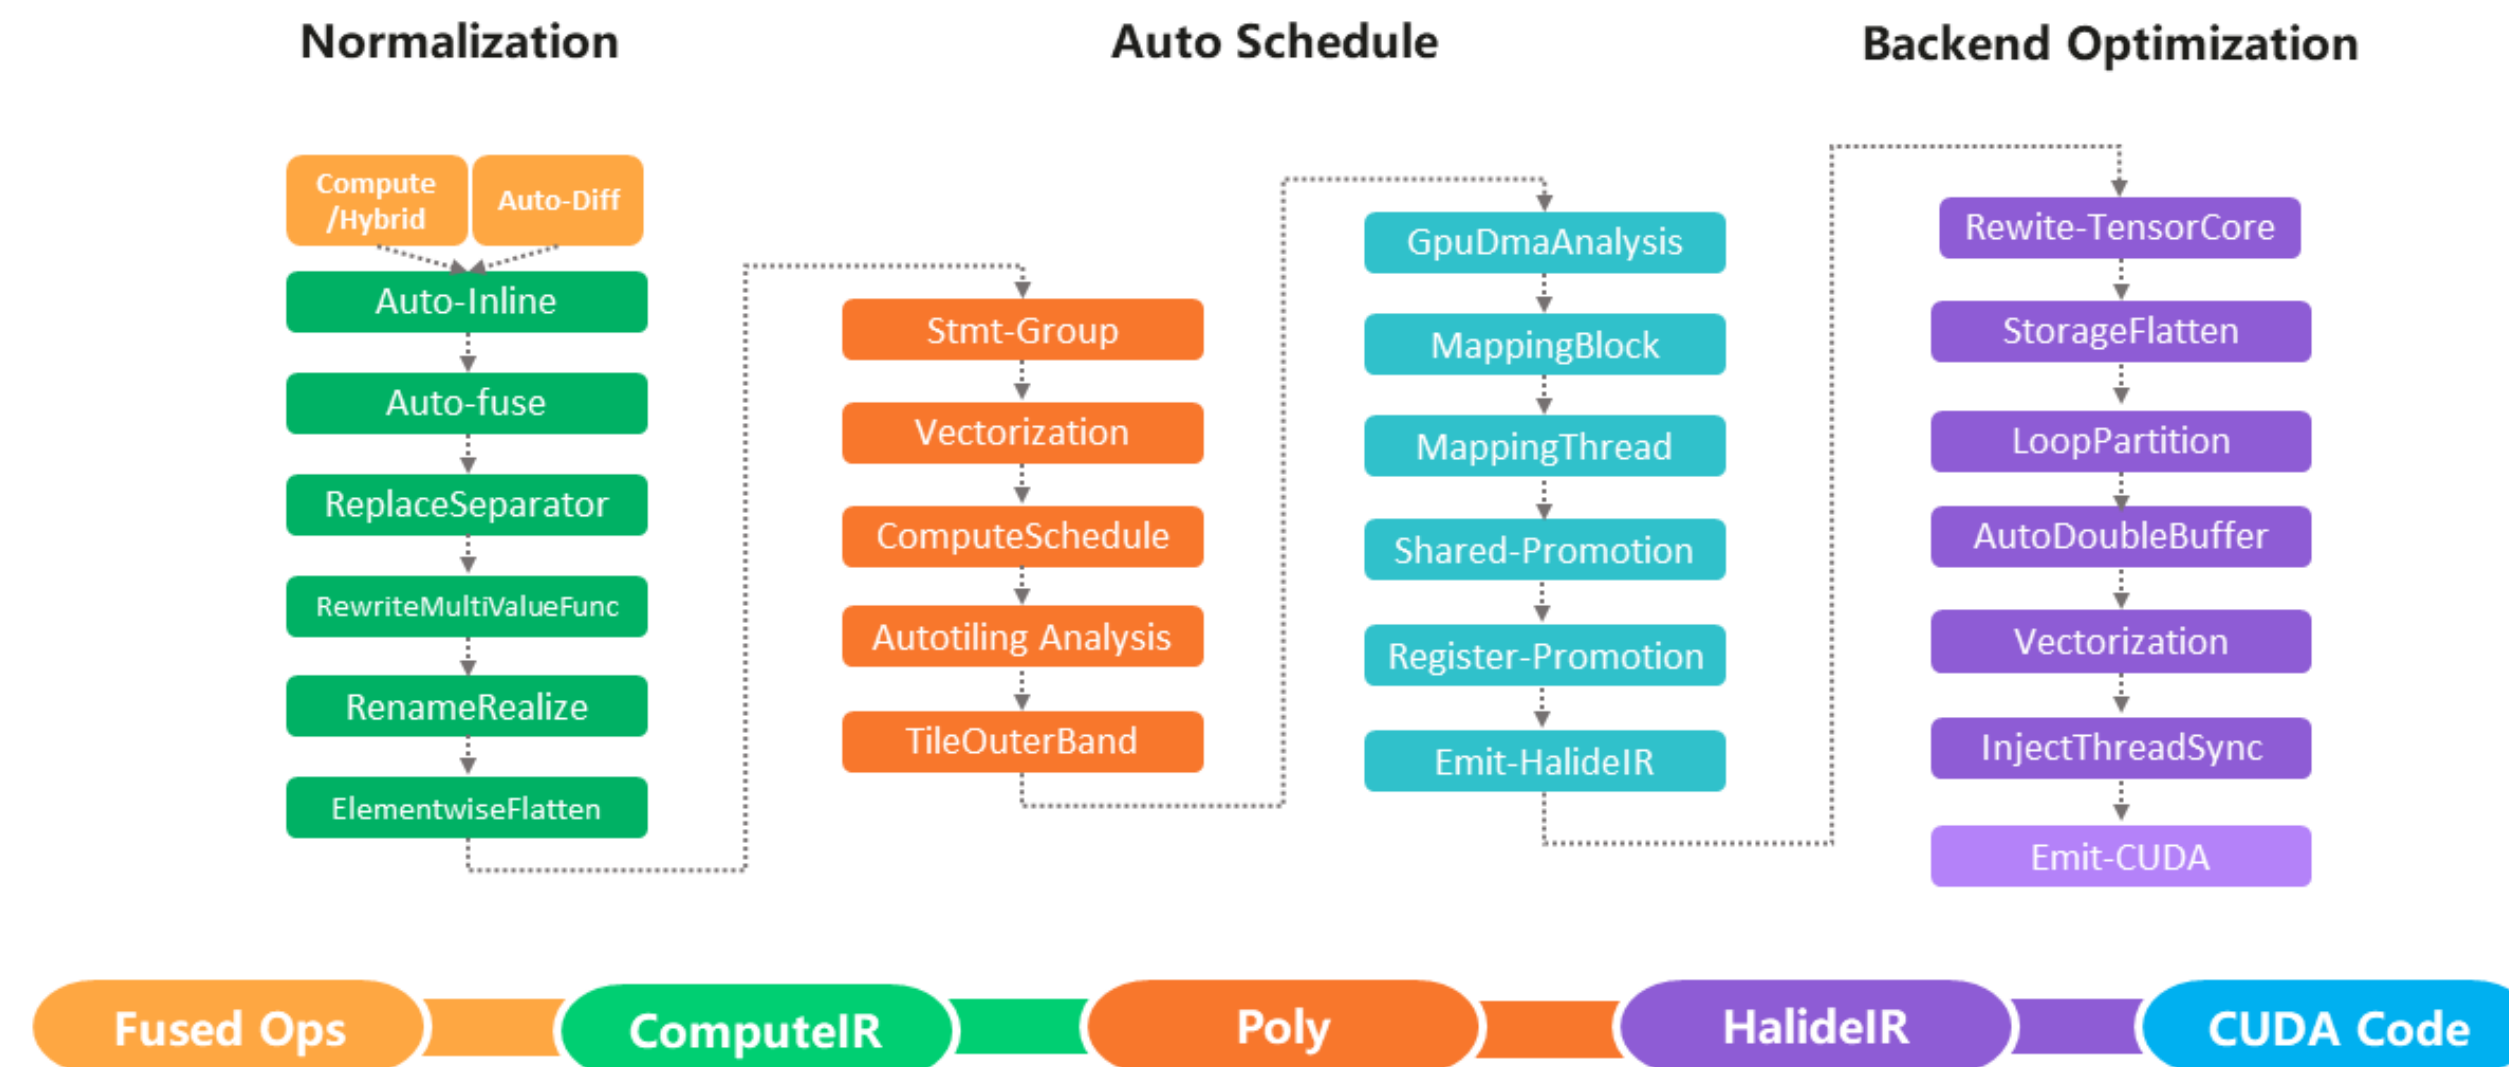 Normalization
Auto Schedule
Backend Optimization
Compute
/Hybrid
Auto-Diff
Auto-Inline
Auto-fuse
ReplaceSeparator
RewriteMultiValueFunc
RenameRealize
ElementwiseFlatten
Stmt-Group
Vectorization
ComputeSchedule
Autotiling Analysis
TileOuterBand
GpuDmaAnalysis
MappingBlock
MappingThread
Shared-Promotion
Register-Promotion
Emit-HalideIR
Rewite-TensorCore
StorageFlatten
LoopPartition
AutoDoubleBuffer
Vectorization
InjectThreadSync
Emit-CUDA
Fused Ops
ComputeIR
Poly
HalideIR
CUDA Code